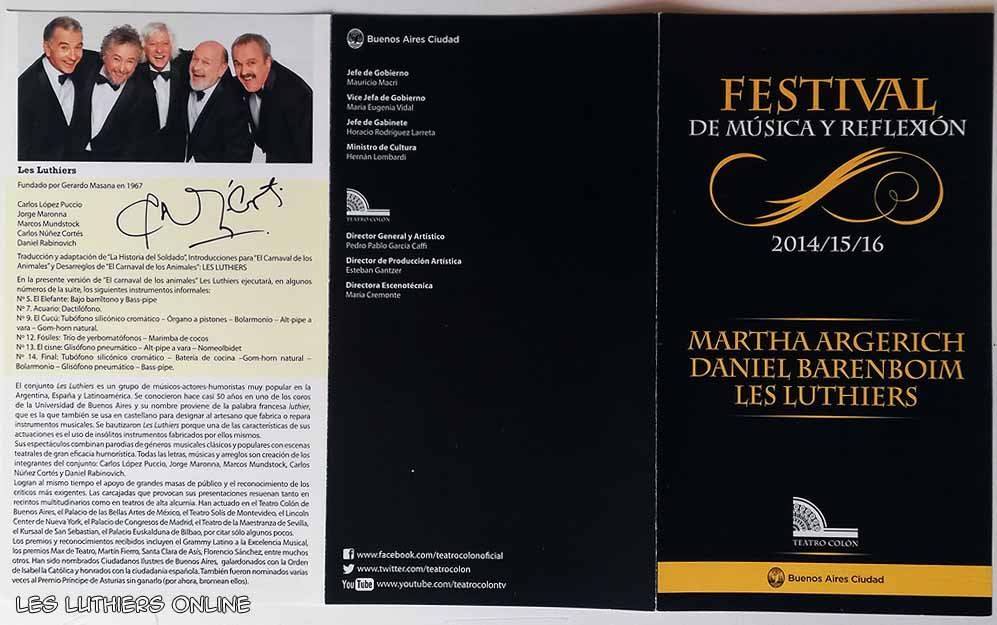 Les Luthiers
Fundado por Gerardo Masana en 1967
Carlos López Puccio
Jorge Maronna
Marcos Mundstock
Carlos Núñez Cortés
Daniel Rabinovich
Traducción y adaptación de "La Historia del Soldado", Introducciones para "El Carnaval de los
Animales" y Desarreglos de "El Carnaval de los Animales": LES LUTHIERS
En la presente versión de "El carnaval de los animales" Les Luthiers ejecutará, en algunos
números de la suite, los siguientes instrumentos informales:
Nº 5. El Elefante: Bajo barríltono y Bass-pipe
Nº 7. Acuario: Dactilófono.
Nº 9. El Cucú: Tubófono silicónico cromático – Órgano a pistones – Bolarmonio – Alt-pipe a
vara – Gom-horn natural.
Nº 12. Fósiles: Trío de yerbomatófonos – Marimba de cocos
Nº 13. El cisne: Glisófono pneumático – Alt-pipe a vara – Nomeolbidet
Nº 14. Final: Tubófono silicónico cromático – Batería de cocina –Gom-horn natural –
Bolarmonio – Glisófono pneumático – Bass-pipe.
El conjunto Les Luthiers es un grupo de músicos-actores-humoristas muy popular en la
Argentina, España y Latinoamérica. Se conocieron hace casi 50 años en uno de los coros
de la Universidad de Buenos Aires y su nombre proviene de la palabra francesa luthier,
que es la que también se usa en castellano para designar al artesano que fabrica o repara
instrumentos musicales. Se bautizaron Les Luthiers porque una de las características de sus
actuaciones es el uso de insólitos instrumentos fabricados por ellos mismos.
Sus espectáculos combinan parodias de géneros musicales clásicos y populares con escenas
teatrales de gran eficacia humorística. Todas las letras, músicas y arreglos son creación de los
integrantes del conjunto: Carlos López Puccio, Jorge Maronna, Marcos Mundstock, Carlos
Núñez Cortés y Daniel Rabinovich.
Logran al mismo tiempo el apoyo de grandes masas de público y el reconocimiento de los
críticos más exigentes. Las carcajadas que provocan sus presentaciones resuenan tanto en
recintos multitudinarios como en teatros de alta alcurnia. Han actuado en el Teatro Colón de
Buenos Aires, el Palacio de las Bellas Artes de México, el Teatro Solís de Montevideo, el Lincoln
Center de Nueva York, el Palacio de Congresos de Madrid, el Teatro de la Maestranza de Sevilla,
el Kursaal de San Sebastian, el Palacio Euskalduna de Bilbao, por citar sólo algunos pocos.
Los premios y reconocimientos recibidos incluyen el Grammy Latino a la Excelencia Musical,
los premios Max de Teatro, Martín Fierro, Santa Clara de Asís, Florencio Sánchez, entre muchos
otros. Han sido nombrados Ciudadanos Ilustres de Buenos Aires, galardonados con la Orden
de Isabel la Católica y honrados con la ciudadanía española. También fueron nominados varias
veces al Premio Príncipe de Asturias sin ganarlo (por ahora, bromean ellos).
LES LUTHIERS ONLINE
Buenos Aires Ciudad
Jefe de Gobierno
Mauricio Macri
Vice Jefa de Gobierno
María Eugenia Vidal
Jefe de Gabinete
Horacio Rodríguez Larreta
Ministro de Cultura
Hernán Lombardi
TEATRO COLÓN
Director General y Artístico
Pedro Pablo García Caffi
Director de Producción Artística
Esteban Gantzer
Directora Escenotécnica
María Cremonte
www.facebook.com/teatrocolonoficial
www.twitter.com/teatrocolon
You Tube www.youtube.com/teatrocolontv
FESTIVAL
DE MÚSICA Y REFLEXIÓN
2014/15/16
MARTHA ARGERICH
DANIEL BARENBOIM
LES LUTHIERS
TEATRO COLÓN
Buenos Aires Ciudad